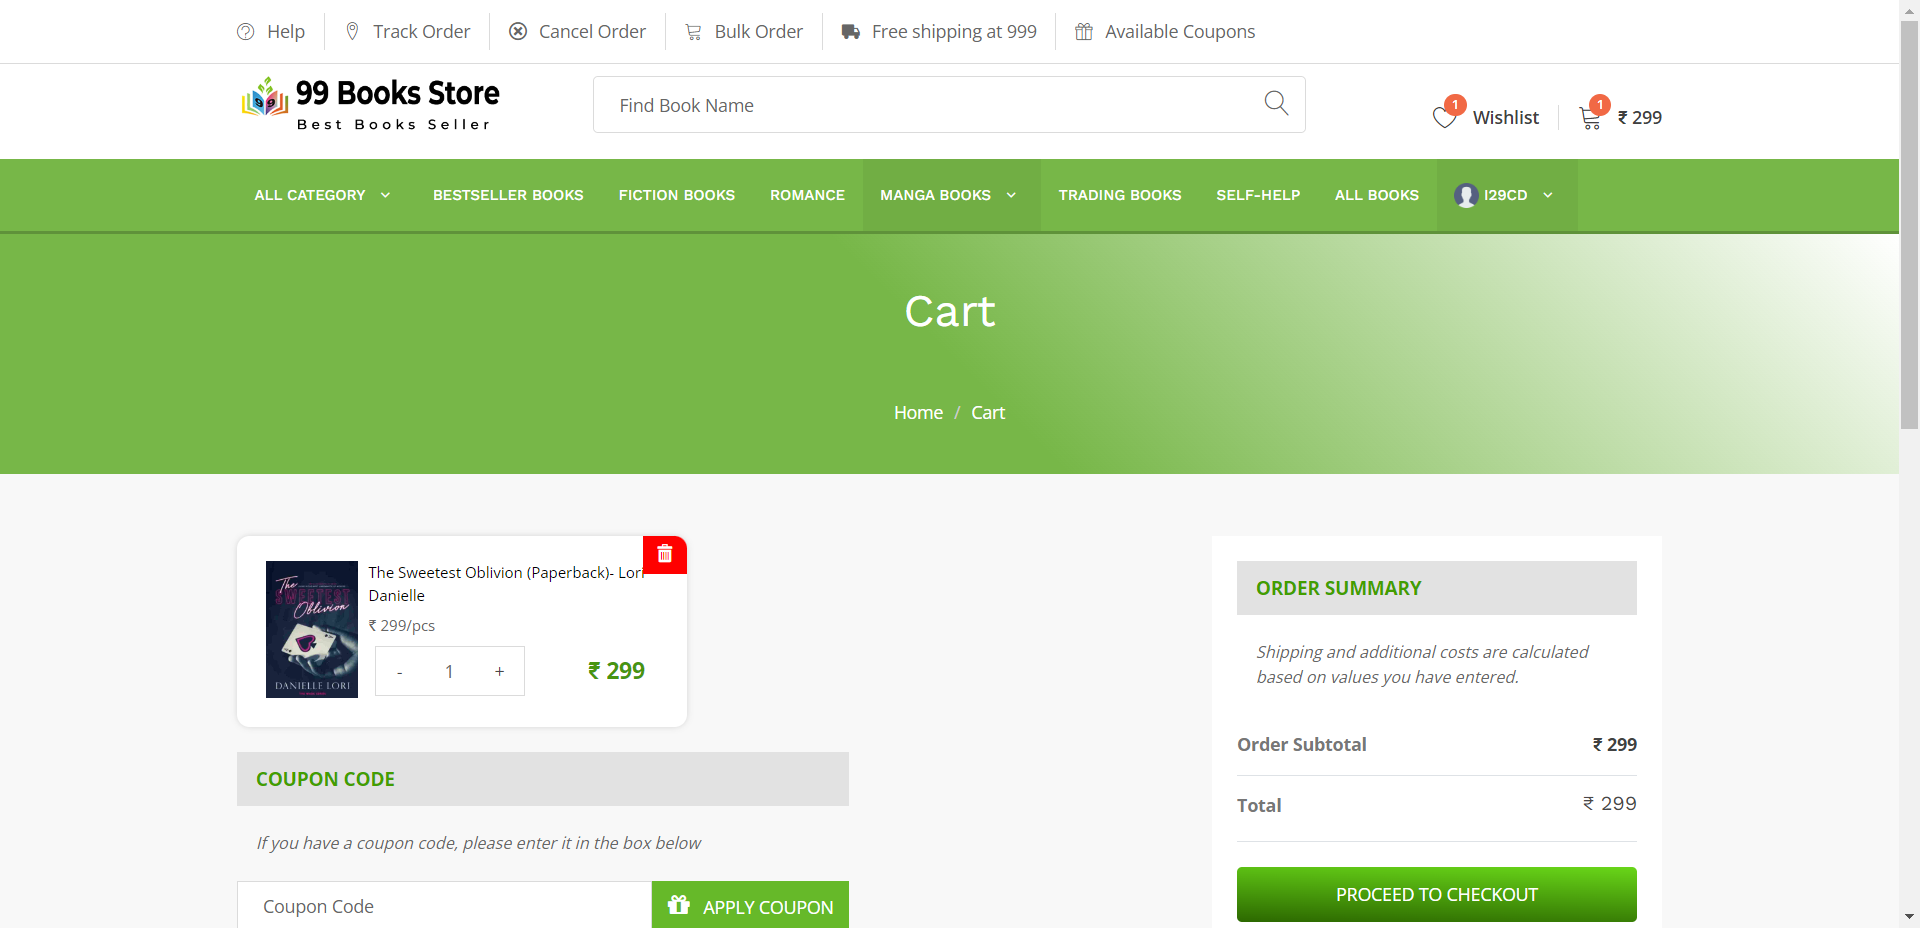 Help
Track Order
Cancel Order
Bulk Order
Free shipping at 999
Available Coupons
99
99 Books Store
Best Books Seller
Find Book Name
1
Wishlist
1
₹ 299
ALL CATEGORY
BESTSELLER BOOKS
FICTION BOOKS
ROMANCE
MANGA BOOKS
TRADING BOOKS
SELF-HELP
ALL BOOKS
I29CD
Cart
Home / Cart
The
SWEETEST
Oblivion
DANIELLE LORI
The Sweetest Oblivion (Paperback)- Lori
Danielle
₹ 299/pcs
- 1 +
₹ 299
COUPON CODE
If you have a coupon code, please enter it in the box below
Coupon Code
APPLY COUPON
ORDER SUMMARY
Shipping and additional costs are calculated
based on values you have entered.
Order Subtotal
₹ 299
Total
₹ 299
PROCEED TO CHECKOUT